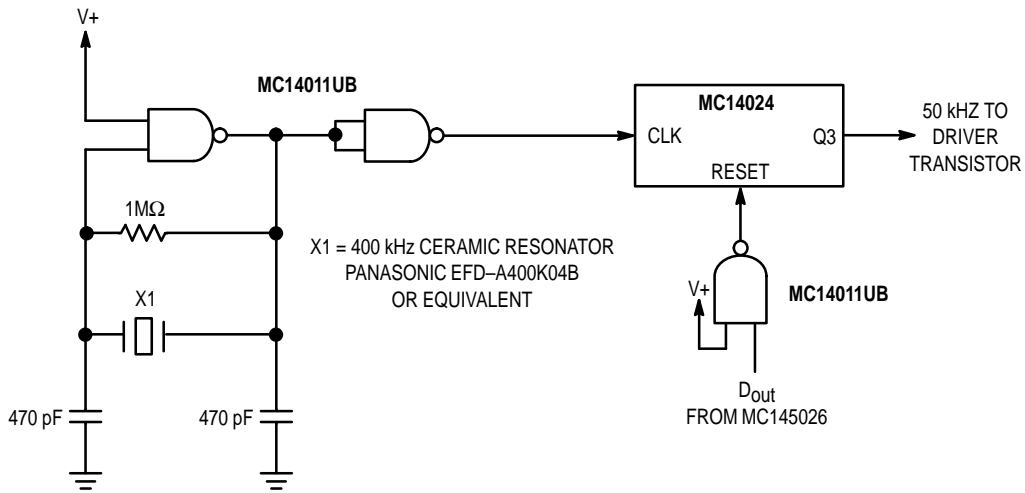 V+
MC14011UB
MC14024
CLK
Q3
RESET
50 kHZ TO
DRIVER
TRANSISTOR
1MΩ
X1 = 400 kHz CERAMIC RESONATOR
PANASONIC EFD–A400K04B
OR EQUIVALENT
X1
V+
MC14011UB
470 pF
470 pF
Dout
FROM MC145026